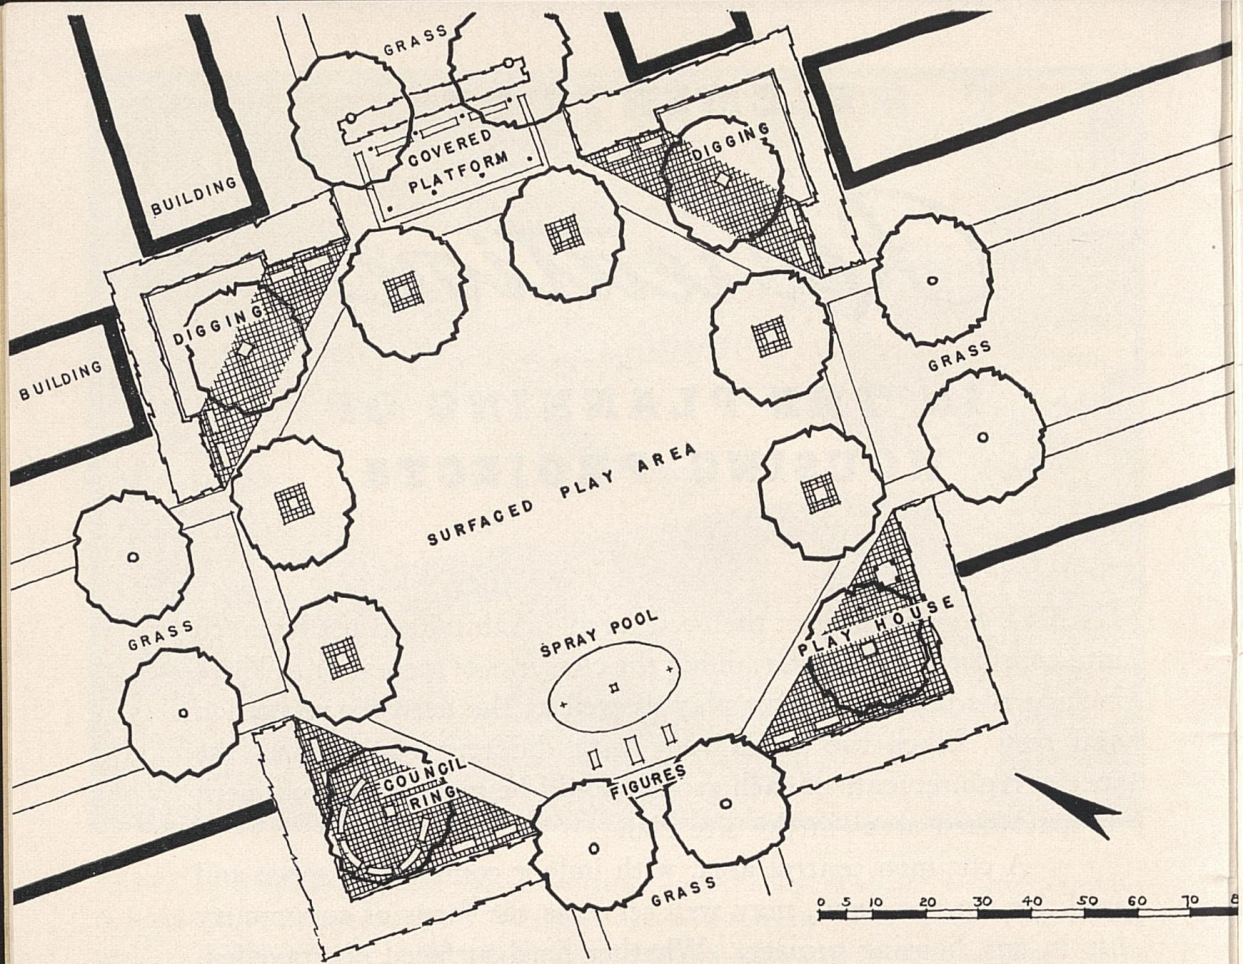 GRASS
COVERED
PLATFORM
DIGGING
BUILDING
DIGGING
BUILDING
GRASS
SURFACED PLAY AREA
GRASS
SPRAY POOL
PLAY HOUSE
COUNCIL
RING
FIGURES
GRASS
0 5 10 20 30 40 50 60 70